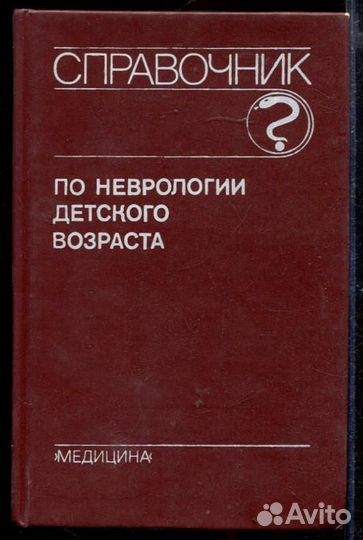 СПРАВОЧНИК
ПО НЕВРОЛОГИИ
ДЕТСКОГО
ВОЗРАСТА
›МЕДИЦИНА‹
Avito